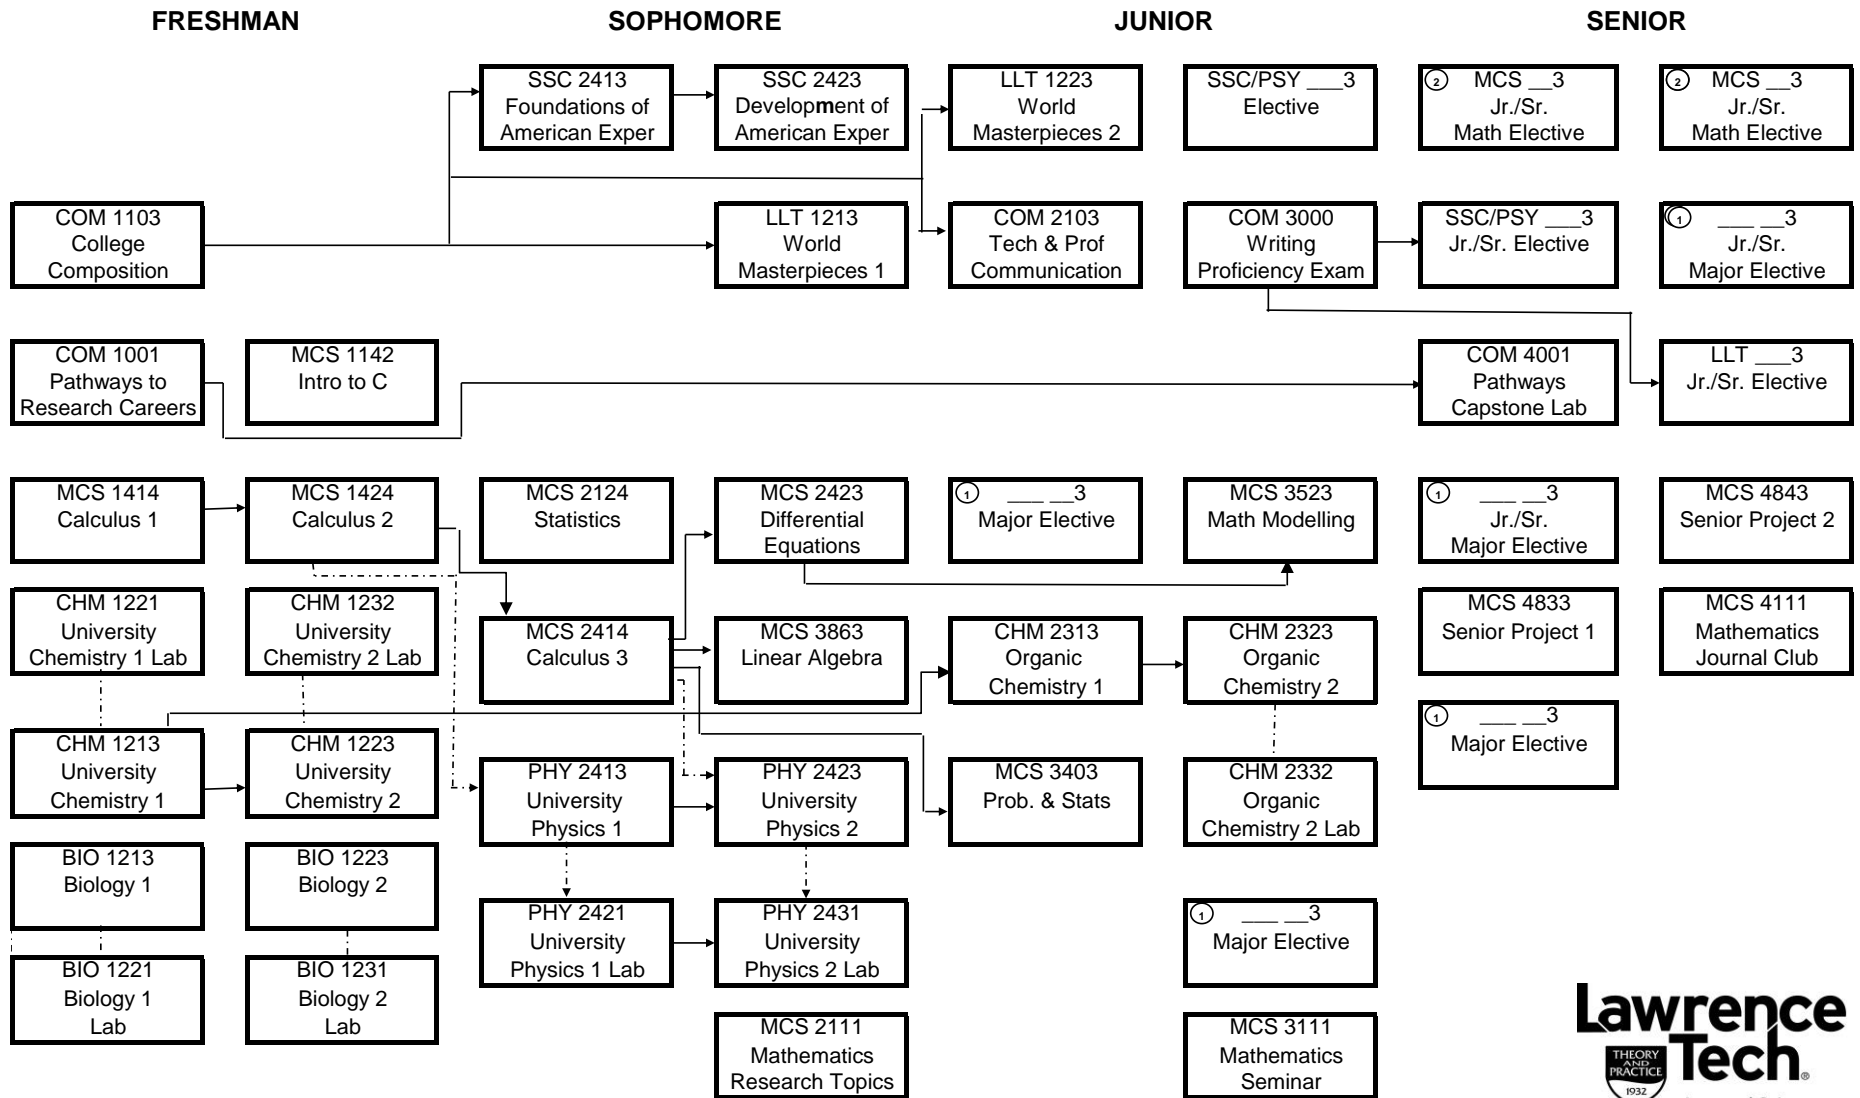 FRESHMAN
SOPHOMORE
JUNIOR
SENIOR
SSC 2413
Foundations of
American Exper
SSC 2423
Development of
American Exper
LLT 1223
World
Masterpieces 2
SSC/PSY ___3
Elective
2 MCS __3
Jr./Sr.
Math Elective
2 MCS __3
Jr./Sr.
Math Elective
COM 1103
College
Composition
LLT 1213
World
Masterpieces 1
COM 2103
Tech & Prof
Communication
COM 3000
Writing
Proficiency Exam
SSC/PSY ___3
Jr./Sr. Elective
1 ___ __3
Jr./Sr.
Major Elective
COM 1001
Pathways to
Research Careers
MCS 1142
Intro to C
COM 4001
Pathways
Capstone Lab
LLT ___3
Jr./Sr. Elective
MCS 1414
Calculus 1
MCS 1424
Calculus 2
MCS 2124
Statistics
MCS 2423
Differential
Equations
1 ___ __3
Major Elective
MCS 3523
Math Modelling
1 ___ __3
Jr./Sr.
Major Elective
MCS 4843
Senior Project 2
CHM 1221
University
Chemistry 1 Lab
CHM 1232
University
Chemistry 2 Lab
MCS 2414
Calculus 3
MCS 3863
Linear Algebra
CHM 2313
Organic
Chemistry 1
CHM 2323
Organic
Chemistry 2
MCS 4833
Senior Project 1
MCS 4111
Mathematics
Journal Club
CHM 1213
University
Chemistry 1
CHM 1223
University
Chemistry 2
PHY 2413
University
Physics 1
PHY 2423
University
Physics 2
MCS 3403
Prob. & Stats
CHM 2332
Organic
Chemistry 2 Lab
1 ___ __3
Major Elective
BIO 1213
Biology 1
BIO 1223
Biology 2
PHY 2421
University
Physics 1 Lab
PHY 2431
University
Physics 2 Lab
1 ___ __3
Major Elective
BIO 1221
Biology 1
Lab
BIO 1231
Biology 2
Lab
MCS 2111
Mathematics
Research Topics
MCS 3111
Mathematics
Seminar
Lawrence
Tech®
THEORY
AND
PRACTICE
1932